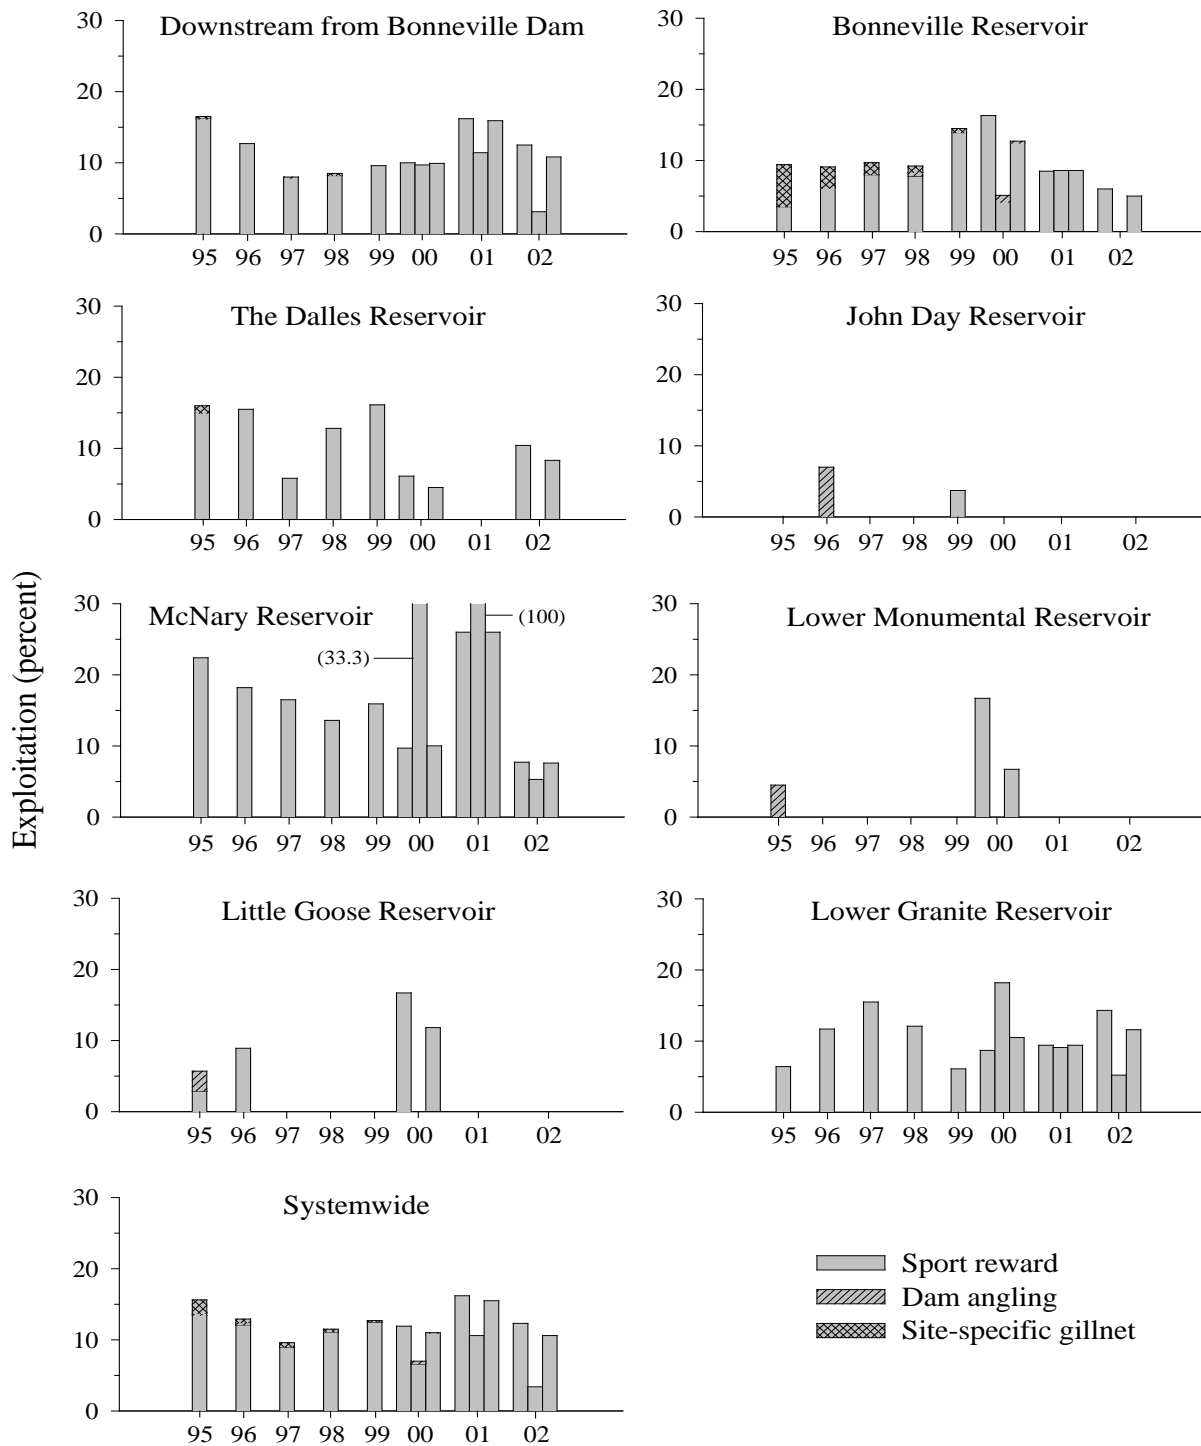 Downstream from Bonneville Dam
30
20
10
0
95 96 97 98 99 00 01 02
Bonneville Reservoir
30
20
10
0
95 96 97 98 99 00 01 02
The Dalles Reservoir
30
20
10
0
95 96 97 98 99 00 01 02
John Day Reservoir
30
20
10
0
95 96 97 98 99 00 01 02
Exploitation (percent)
McNary Reservoir
30
20
10
0
(33.3)
(100)
95 96 97 98 99 00 01 02
Lower Monumental Reservoir
30
20
10
0
95 96 97 98 99 00 01 02
Little Goose Reservoir
30
20
10
0
95 96 97 98 99 00 01 02
Lower Granite Reservoir
30
20
10
0
95 96 97 98 99 00 01 02
Systemwide
30
20
10
0
95 96 97 98 99 00 01 02
Sport reward
Dam angling
Site-specific gillnet